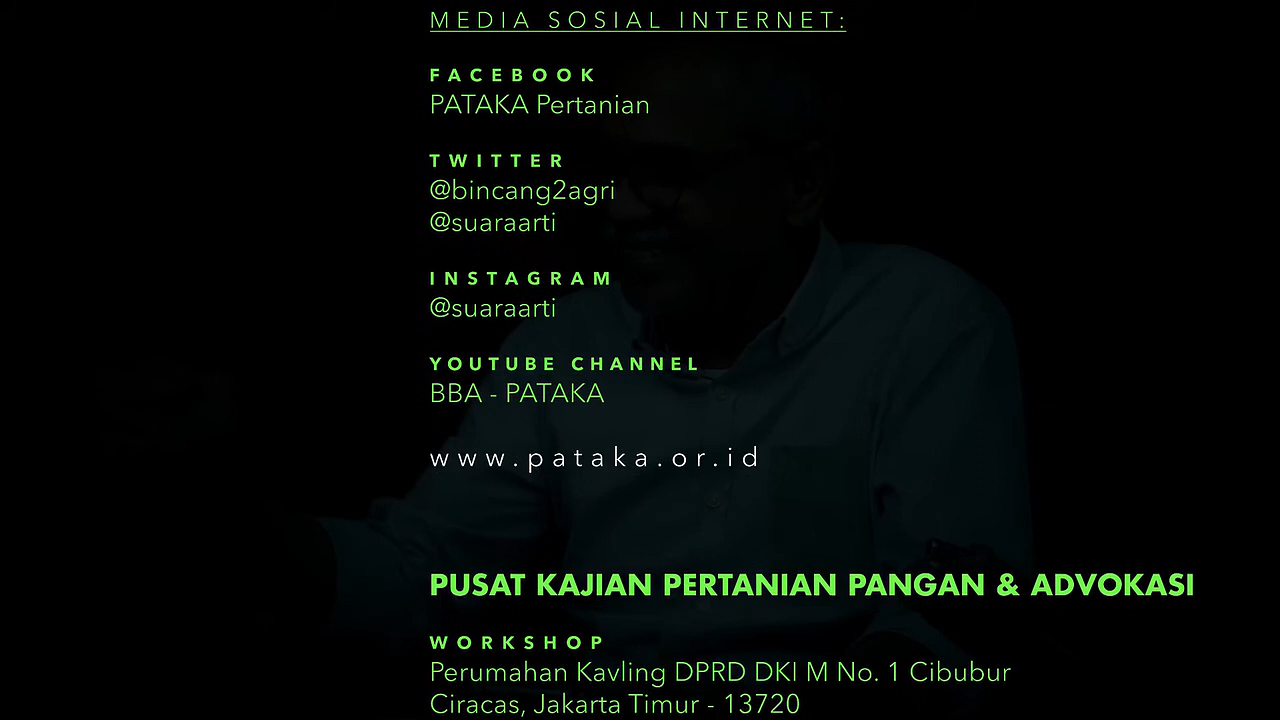 MEDIA SOSIAL INTERNET:
FACEBOOK
PATAKA Pertanian
TWITTER
@bincang2agri
@suaraarti
INSTAGRAM
@suaraarti
YOUTUBE CHANNEL
BBA - PATAKA
www.pataka.or.id
PUSAT KAJIAN PERTANIAN PANGAN & ADVOKASI
WORKSHOP
Perumahan Kavling DPRD DKI M No. 1 Cibubur
Ciracas, Jakarta Timur - 13720